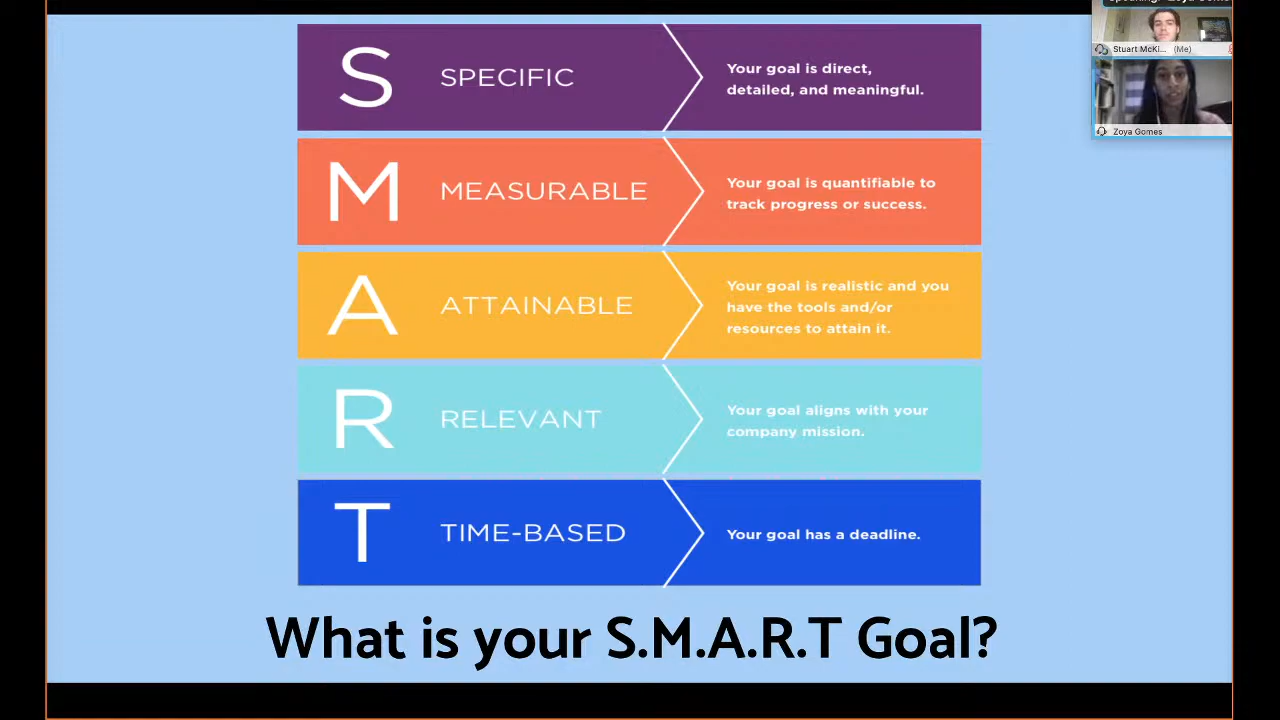 Speaking: Zoya Gome
Stuart McKi... (Me)
Zoya Gomes
S SPECIFIC
Your goal is direct,
detailed, and meaningful.
M MEASURABLE
Your goal is quantifiable to
track progress or success.
A ATTAINABLE
Your goal is realistic and you
have the tools and/or
resources to attain it.
R RELEVANT
Your goal aligns with your
company mission.
T TIME-BASED
Your goal has a deadline.
What is your S.M.A.R.T Goal?